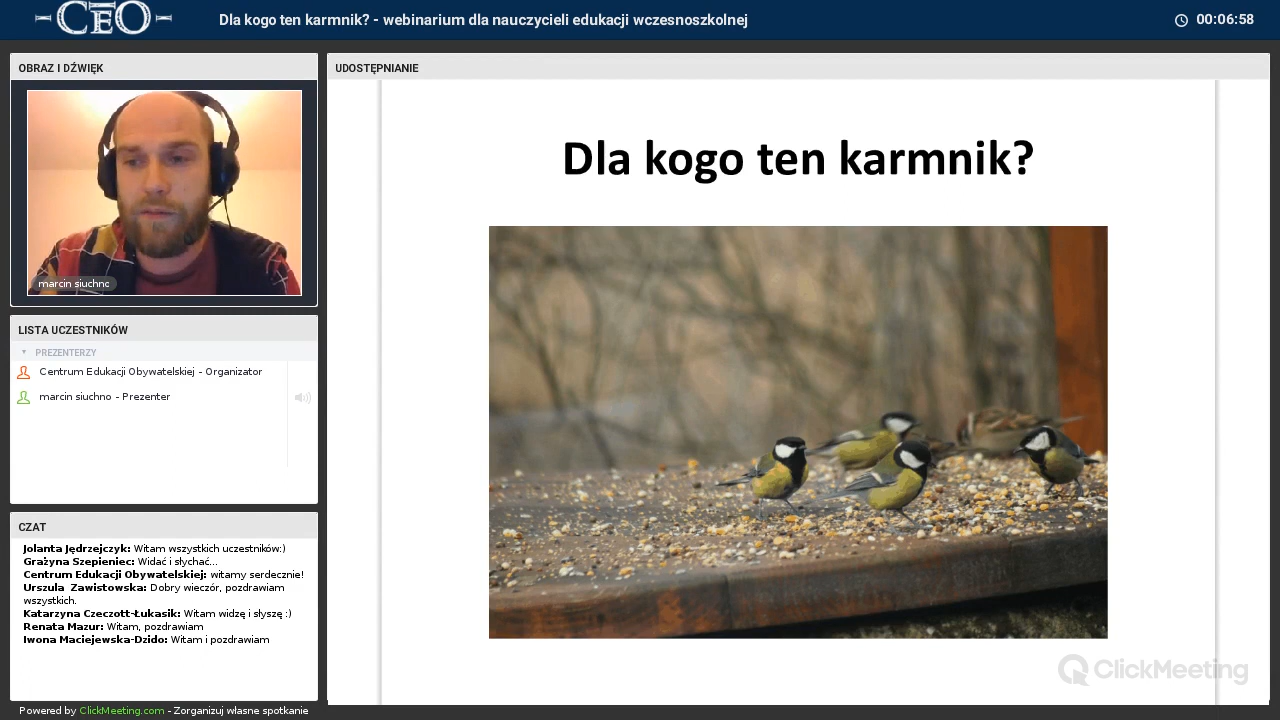 CEO
Dla kogo ten karmnik? - webinarium dla nauczycieli edukacji wczesnoszkolnej
00:06:58
OBRAZ I DŹWIĘK
marcin siuchno
LISTA UCZESTNIKÓW
PREZENTERZY
Centrum Edukacji Obywatelskiej - Organizator
marcin siuchno - Prezenter
CZAT
Jolanta Jędrzejczyk: Witam wszystkich uczestników:)
Grażyna Szepieniec: Widać i słychać...
Centrum Edukacji Obywatelskiej: witamy serdecznie!
Urszula Zawistowska: Dobry wieczór, pozdrawiam
wszystkich.
Katarzyna Czeczott-Łukasik: Witam widzę i słyszę :)
Renata Mazur: Witam, pozdrawiam
Iwona Maciejewska-Dzido: Witam i pozdrawiam
Powered by ClickMeeting.com - Zorganizuj własne spotkanie
UDOSTĘPNIANIE
Dla kogo ten karmnik?
ClickMeeting